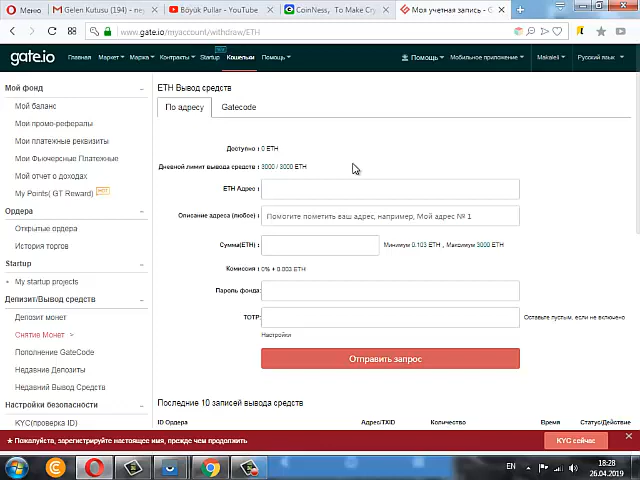 Меню
Gelen Kutusu (194) - ne
Böyük Pullar - YouTube
CoinNess, To Make Cry
Моя учетная запись - G
www.gate.io/myaccount/withdraw/ETH
gate.io
Главная
Маркет
Маржа
Контракты
Startup
Кошельки
Помощь
Помощь
Мобильное приложение
Makaleli
Русский язык
Мой фонд
Мой баланс
Мои промо-рефералы
Мои платежные реквизиты
Мои Фьючерсные Платежные
Мой отчет о доходах
My Points( GT Reward) HOT
Ордера
Открытые ордера
История торгов
Startup
My startup projects
Депозит/Вывод средств
Депозит монет
Снятие Монет >
Пополнение GateCode
Недавние Депозиты
Недавний Вывод Средств
Настройки безопасности
KYC(проверка ID)
ETH Вывод средств
По адресу
Gatecode
Доступно : 0 ETH
Дневной лимит вывода средств : 3000 / 3000 ETH
ETH Адрес :
Описание адреса (любое) :
Помогите пометить ваш адрес, например, Мой адрес № 1
Сумма(ETH) :
Минимум 0.103 ETH , Максимум 3000 ETH
Комиссия : 0% + 0.003 ETH
Пароль фонда :
TOTP:
Оставьте пустым, если не включено
Настройки
Отправить запрос
Последние 10 записей вывода средств
ID Ордера
Адрес/TXID
Количество
Время
Статус/Действие
Пожалуйста, зарегистрируйте настоящее имя, прежде чем продолжить
KYC сейчас
EN
18:28
26.04.2019